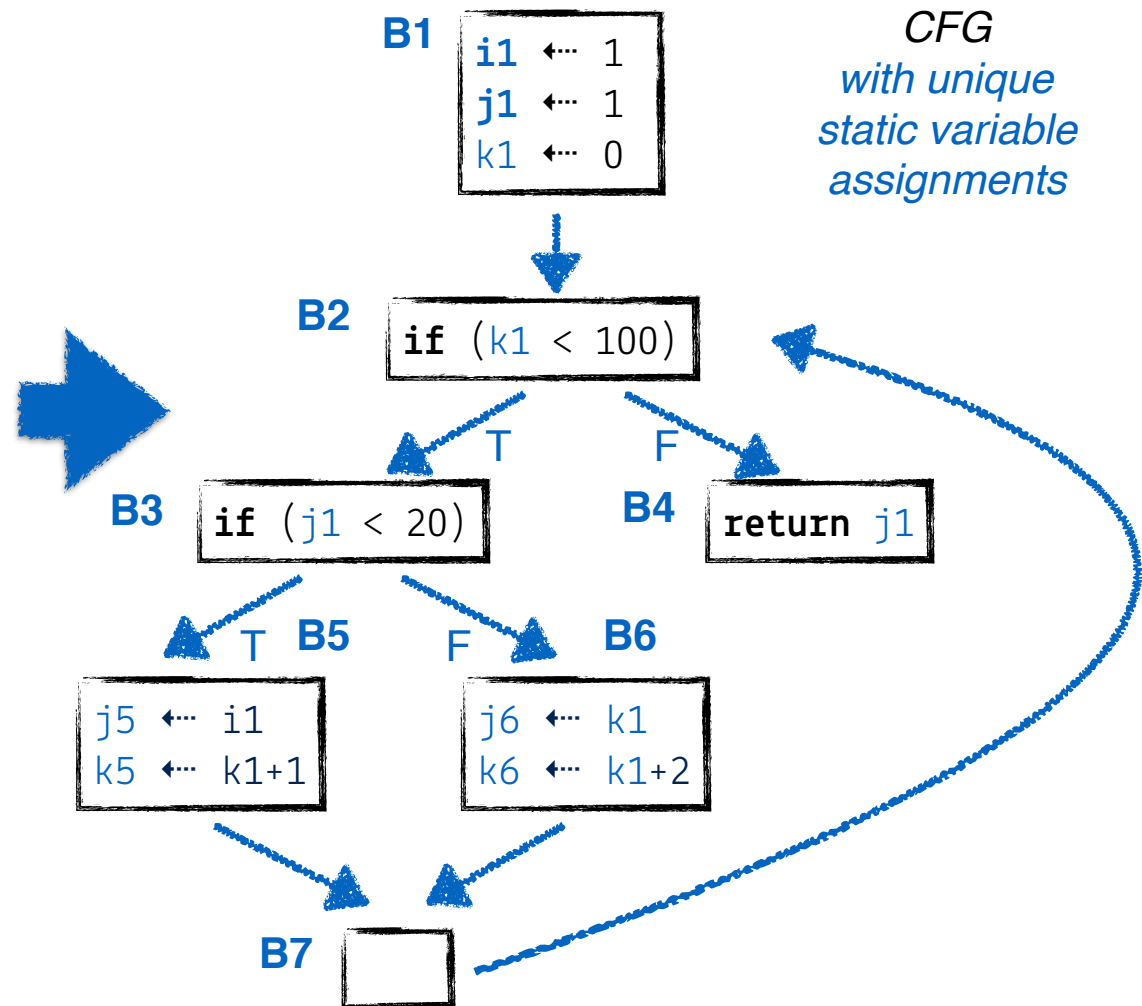 CFG
with unique
static variable
assignments
B1
i1 ⇠ 1
j1 ⇠ 1
k1 ⇠ 0
B2
if (k1 < 100)
T
F
B3
if (j1 < 20)
B4
return j1
T
B5
F
B6
j5 ⇠ i1
k5 ⇠ k1+1
j6 ⇠ k1
k6 ⇠ k1+2
B7